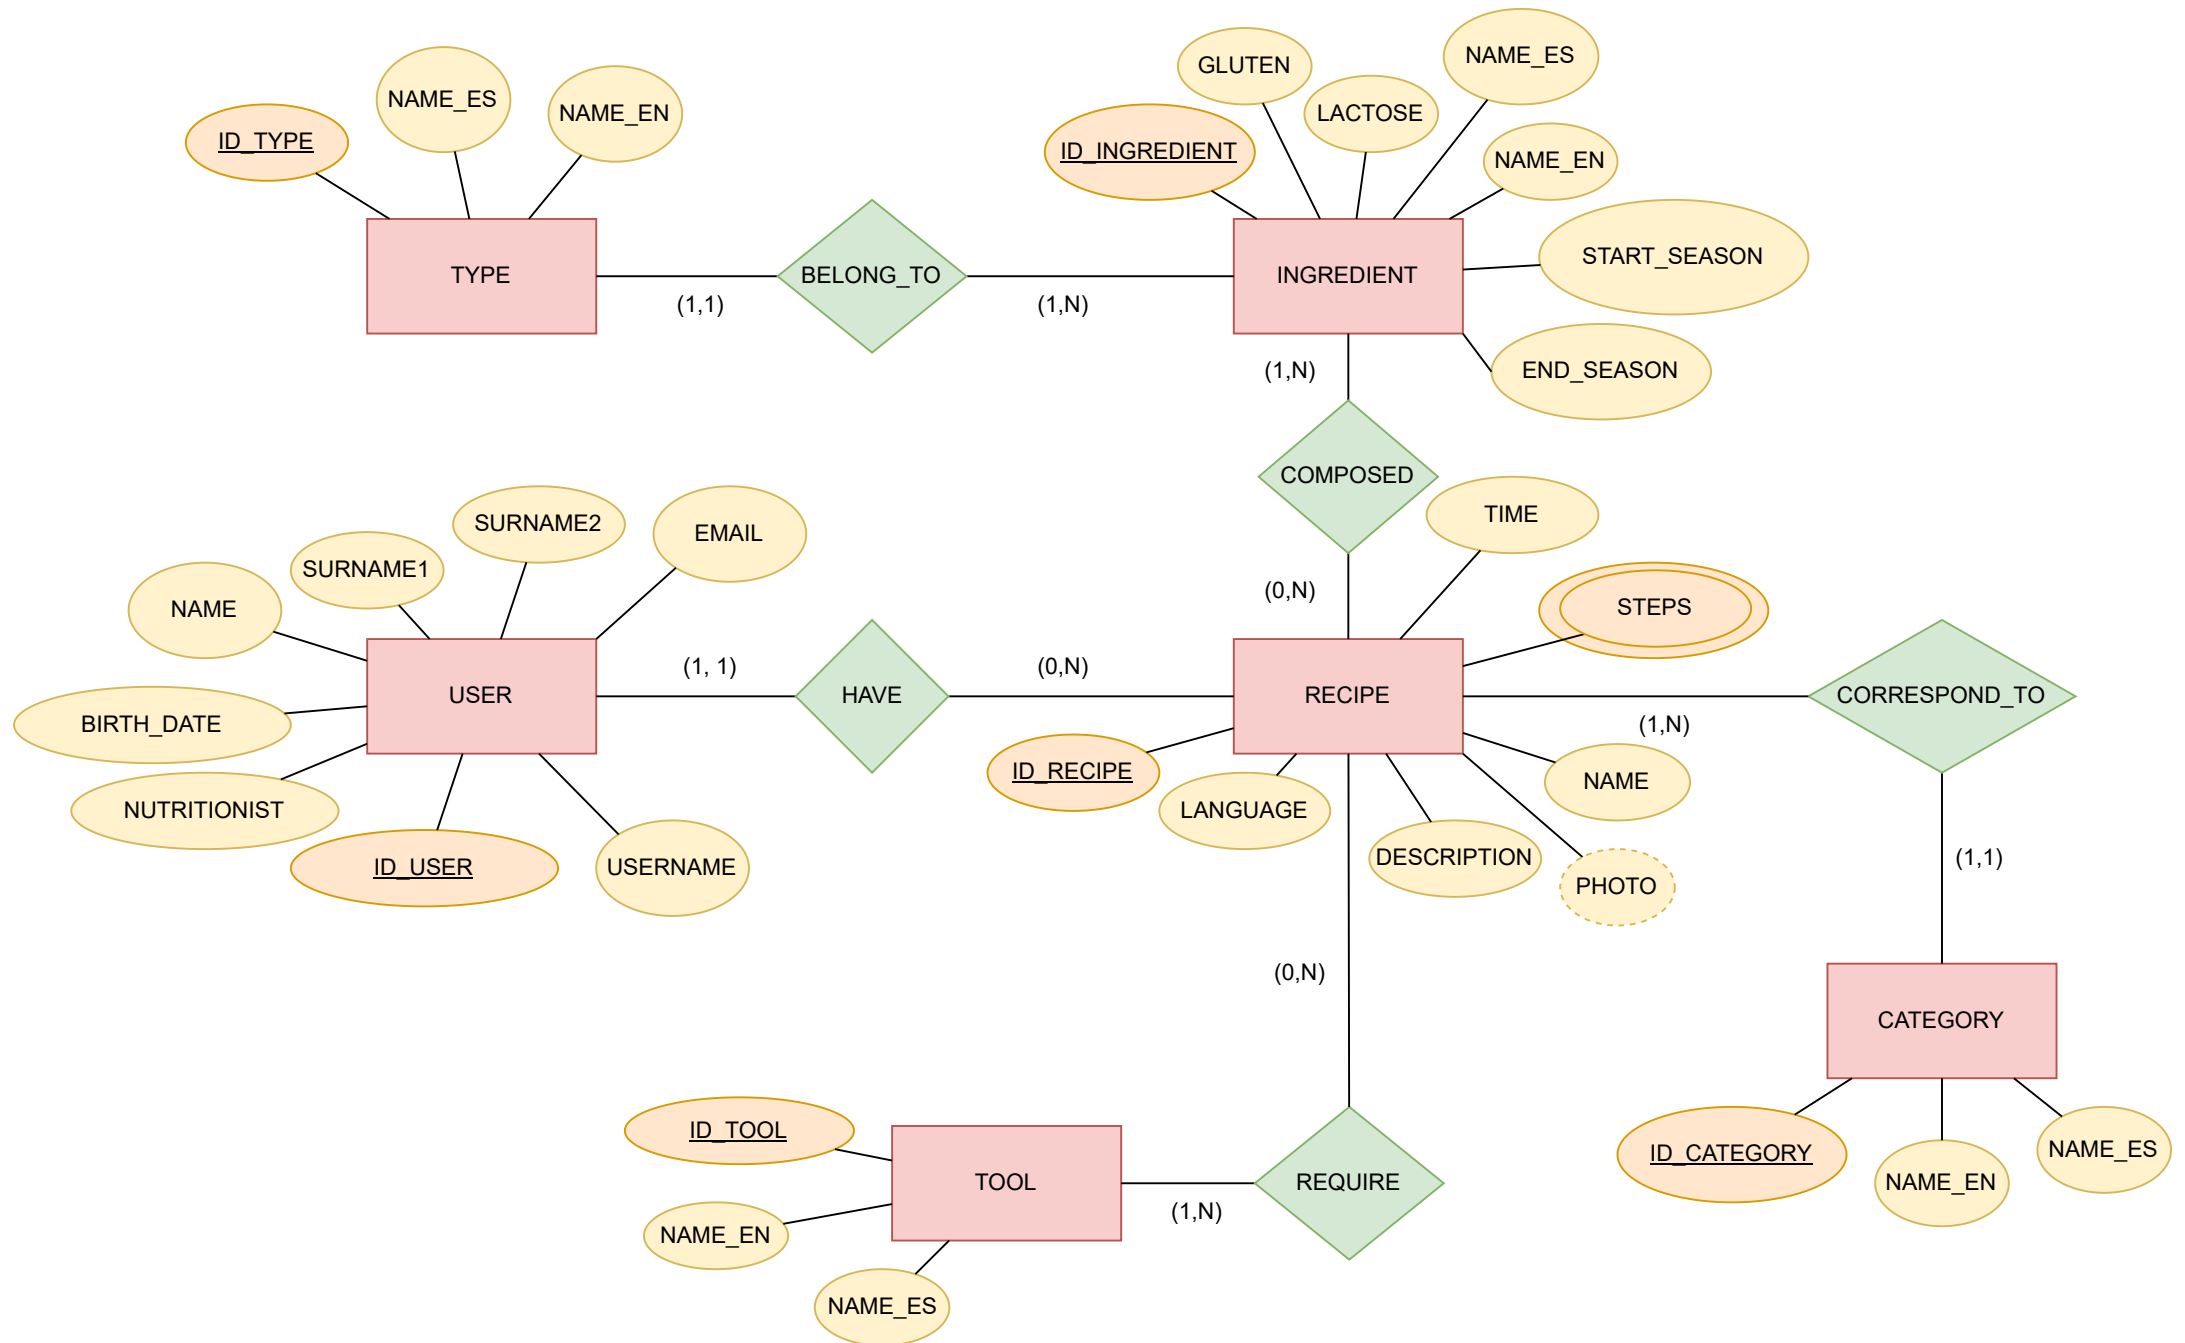 NAME_ES
GLUTEN
NAME_ES
NAME_EN
LACTOSE
ID_TYPE
ID_INGREDIENT
NAME_EN
START_SEASON
TYPE
BELONG_TO
INGREDIENT
(1,1)
(1,N)
(1,N)
END_SEASON
COMPOSED
TIME
SURNAME2
EMAIL
SURNAME1
(0,N)
NAME
STEPS
(1, 1)
(0,N)
USER
HAVE
RECIPE
CORRESPOND_TO
BIRTH_DATE
(1,N)
ID_RECIPE
NAME
NUTRITIONIST
LANGUAGE
DESCRIPTION
(1,1)
ID_USER
USERNAME
PHOTO
(0,N)
CATEGORY
ID_TOOL
NAME_ES
ID_CATEGORY
TOOL
REQUIRE
NAME_EN
(1,N)
NAME_EN
NAME_ES